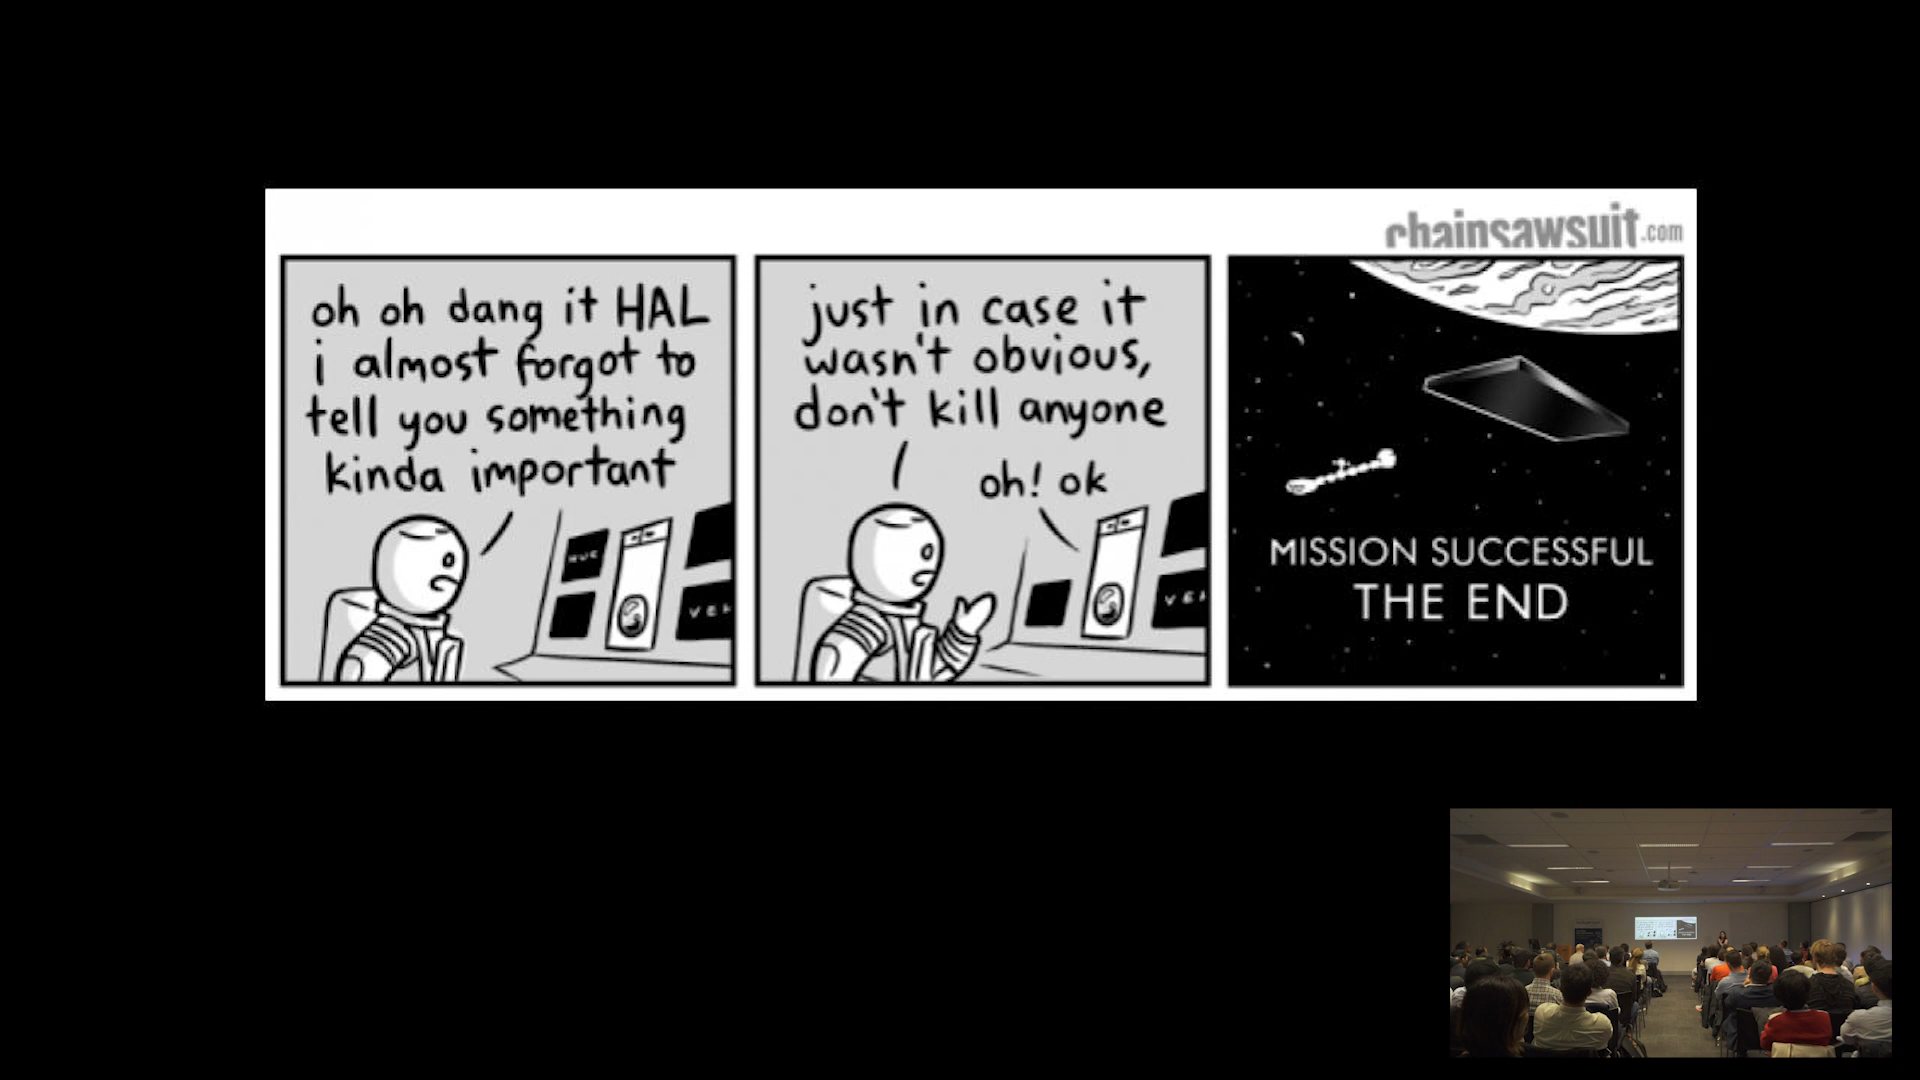 chainsawsuit.com
oh oh dang it HAL
i almost forgot to
tell you something
kinda important
just in case it
wasn't obvious,
don't kill anyone
oh! ok
MISSION SUCCESSFUL
THE END